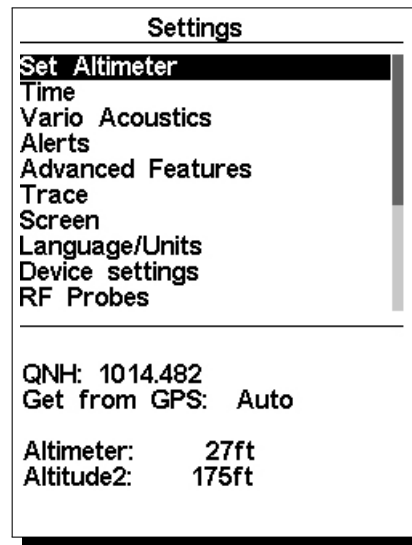 Settings
Set Altimeter
Time
Vario Acoustics
Alerts
Advanced Features
Trace
Screen
Language/Units
Device settings
RF Probes
QNH: 1014.482
Get from GPS: Auto
Altimeter: 27ft
Altitude2: 175ft